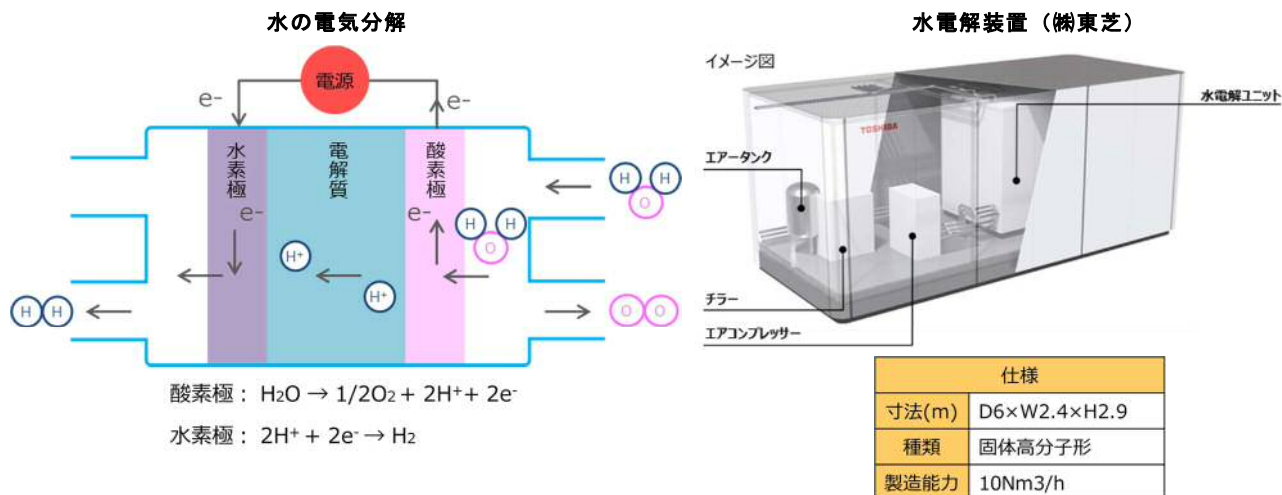 水の電気分解
電源
e-
e-
水素極
電解質
酸素極
e-
e-
H H
O
H H
O
H+
H+
H H
O O
酸素極： H2O → 1/2O2 + 2H+ + 2e-
水素極： 2H+ + 2e- → H2
水電解装置（㈱東芝）
イメージ図
水電解ユニット
TOSHIBA
エアータンク
チラー
エアコンプレッサー
仕様
寸法(m) D6×W2.4×H2.9
種類 固体高分子形
製造能力 10Nm3/h